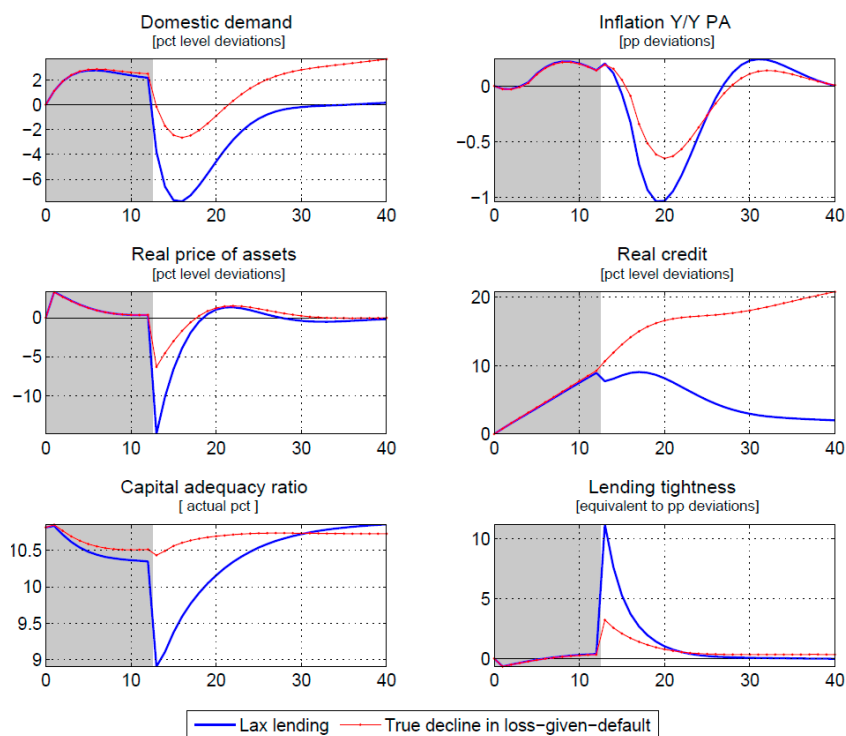 Domestic demand
[pct level deviations]
2
0
−2
−4
−6
0 10 20 30 40
Inflation Y/Y PA
[pp deviations]
0
−0.5
−1
0 10 20 30 40
Real price of assets
[pct level deviations]
0
−5
−10
0 10 20 30 40
Real credit
[pct level deviations]
20
10
0
0 10 20 30 40
Capital adequacy ratio
[ actual pct ]
10.5
10
9.5
9
0 10 20 30 40
Lending tightness
[equivalent to pp deviations]
10
5
0
0 10 20 30 40
Lax lending True decline in loss−given−default